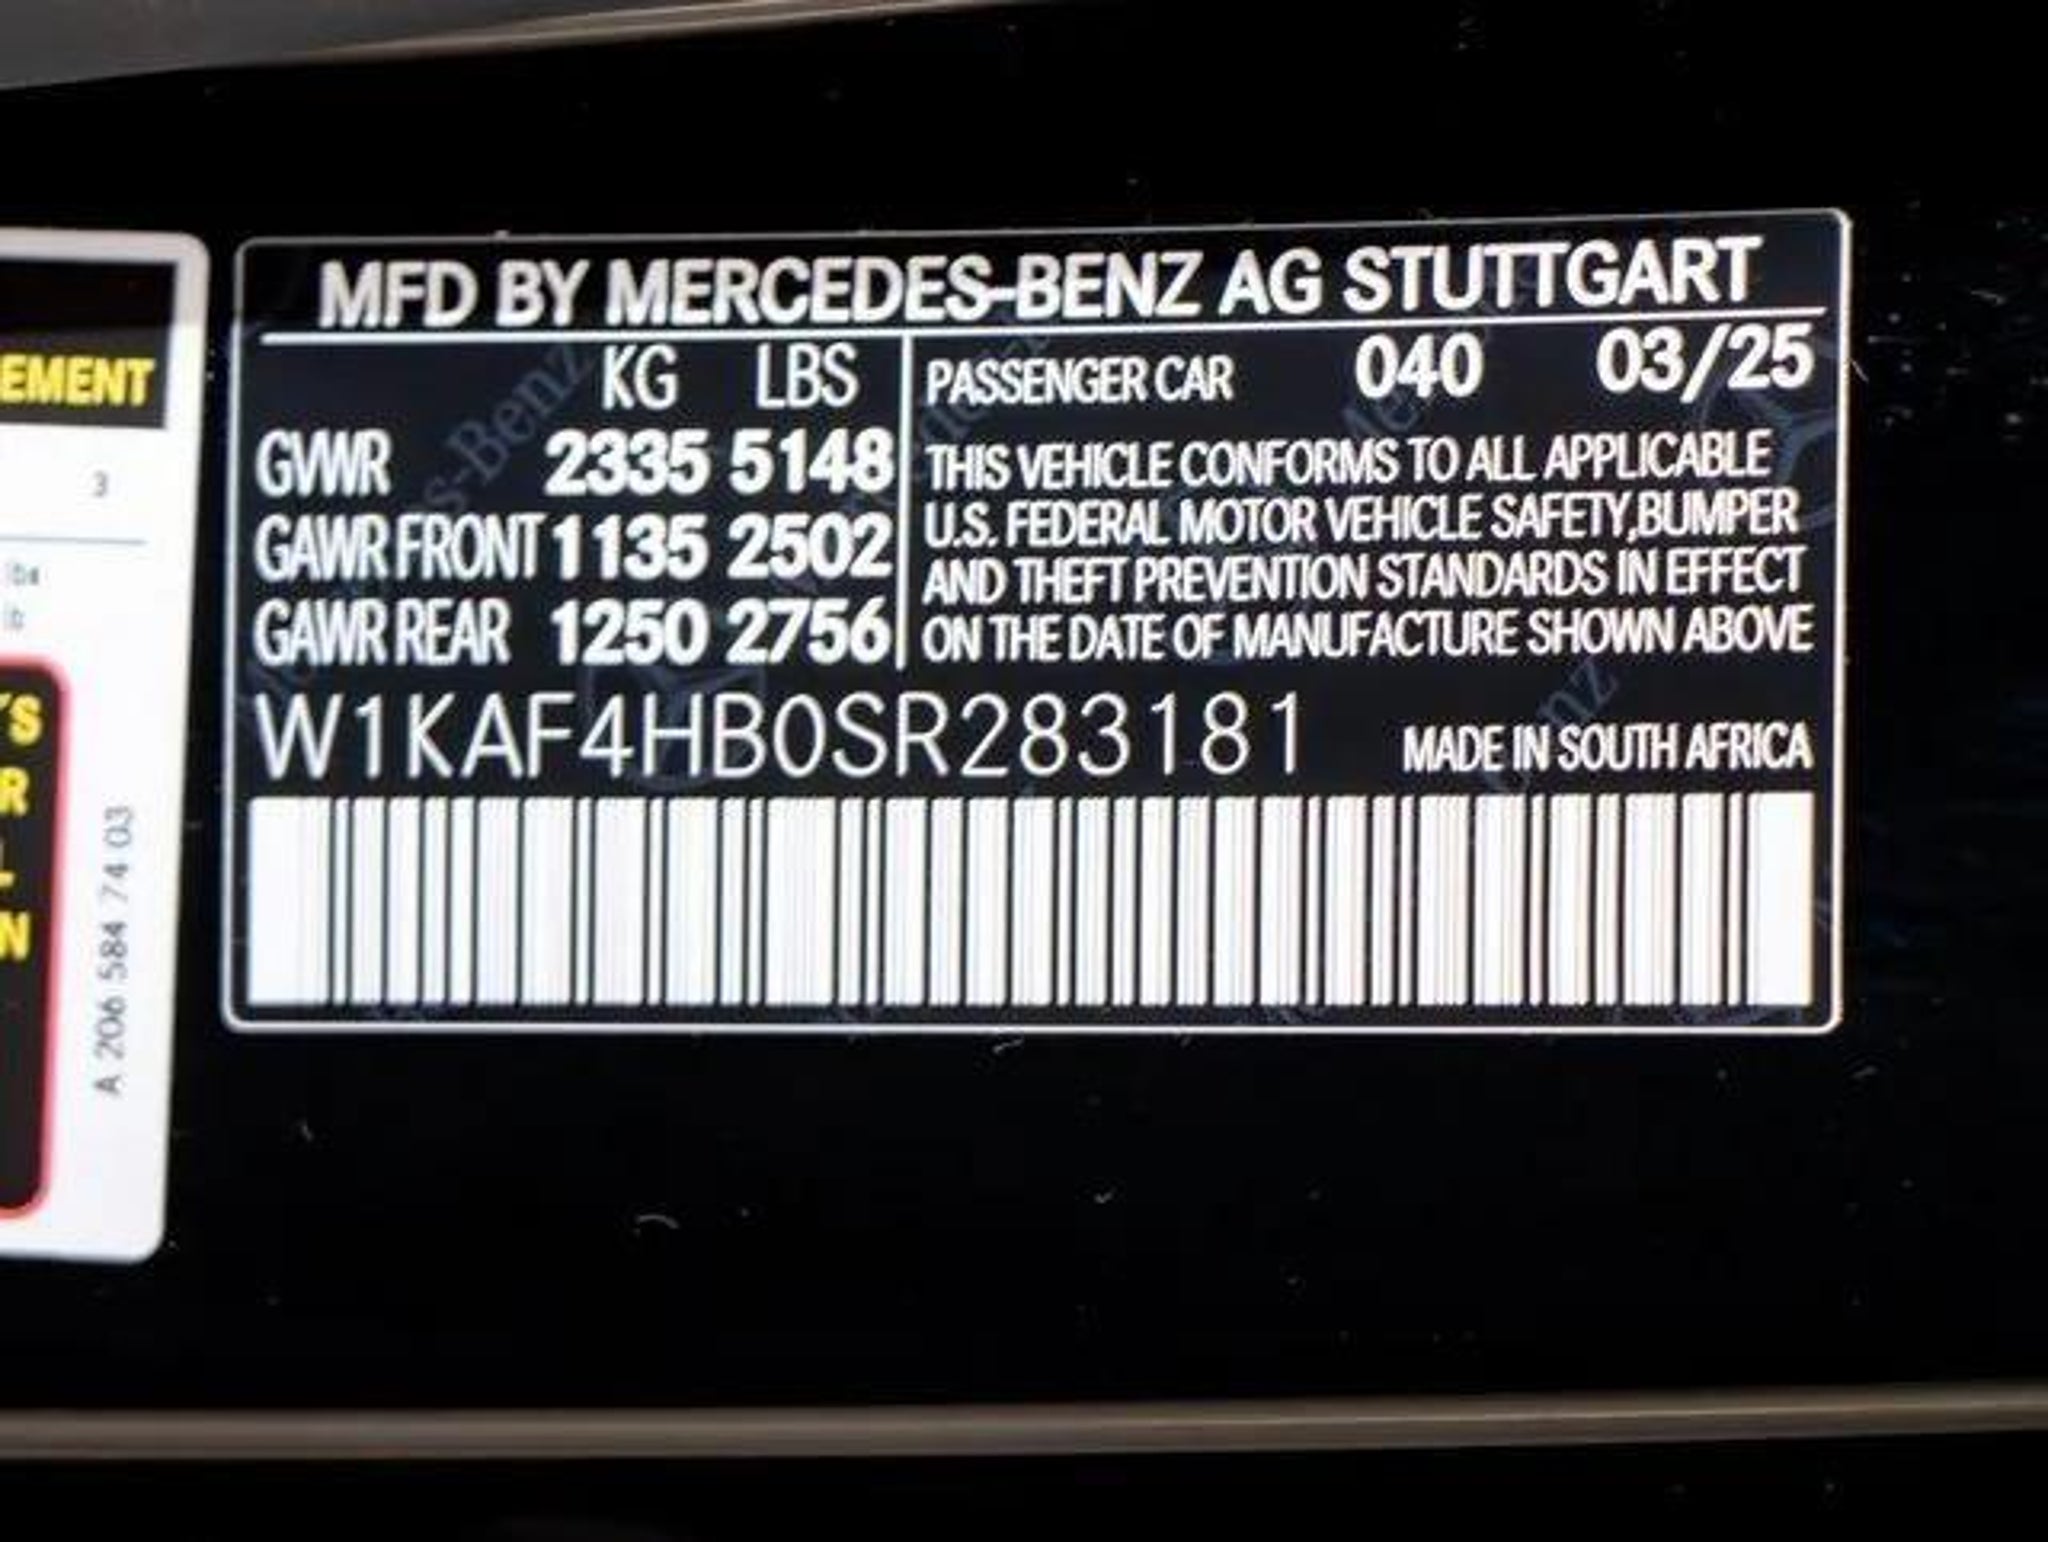 EMENT
3
lbs
lb
'S
R
L
N
A 206 584 74 03
MFD BY MERCEDES-BENZ AG STUTTGART
KG LBS
GVWR 2335 5148
GAWR FRONT 1135 2502
GAWR REAR 1250 2756
PASSENGER CAR 040 03/25
THIS VEHICLE CONFORMS TO ALL APPLICABLE
U.S. FEDERAL MOTOR VEHICLE SAFETY,BUMPER
AND THEFT PREVENTION STANDARDS IN EFFECT
ON THE DATE OF MANUFACTURE SHOWN ABOVE
W1KAF4HB0SR283181 MADE IN SOUTH AFRICA